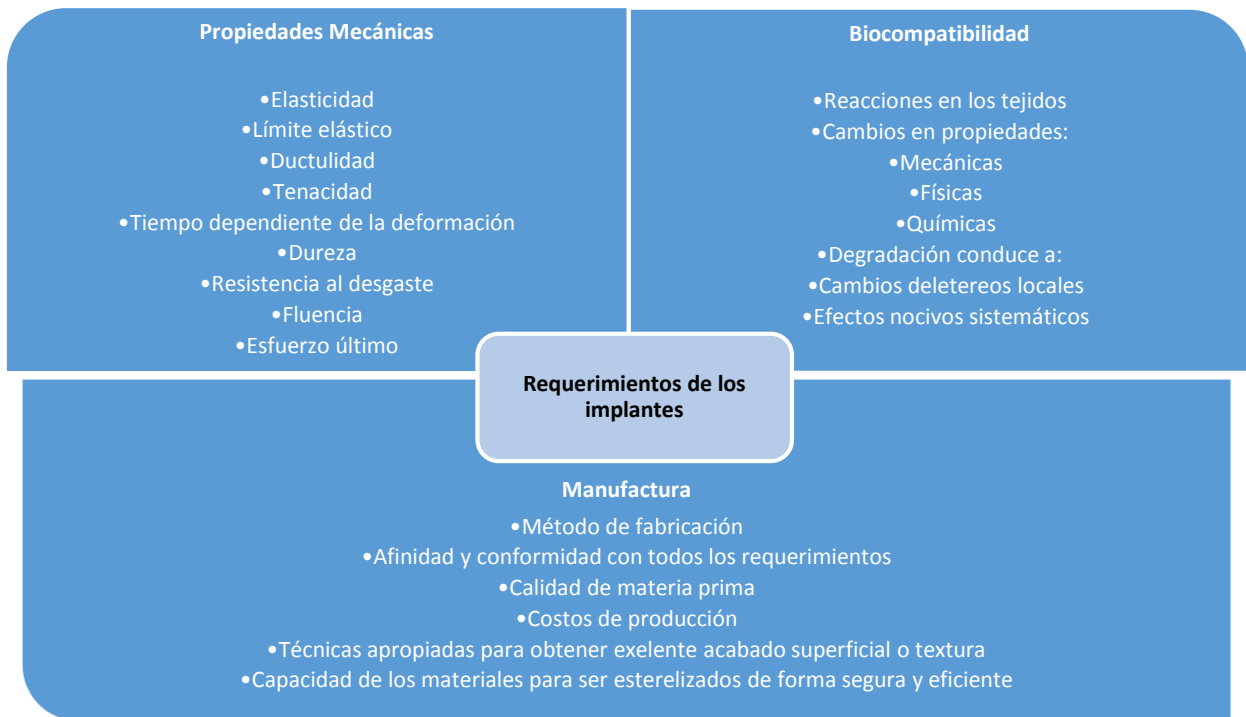 Propiedades Mecánicas
•Elasticidad
•Límite elástico
•Ductulidad
•Tenacidad
•Tiempo dependiente de la deformación
•Dureza
•Resistencia al desgaste
•Fluencia
•Esfuerzo último
Biocompatibilidad
•Reacciones en los tejidos
•Cambios en propiedades:
•Mecánicas
•Físicas
•Químicas
•Degradación conduce a:
•Cambios deletereos locales
•Efectos nocivos sistemáticos
Requerimientos de los
implantes
Manufactura
•Método de fabricación
•Afinidad y conformidad con todos los requerimientos
•Calidad de materia prima
•Costos de producción
•Técnicas apropiadas para obtener exelente acabado superficial o textura
•Capacidad de los materiales para ser esterelizados de forma segura y eficiente